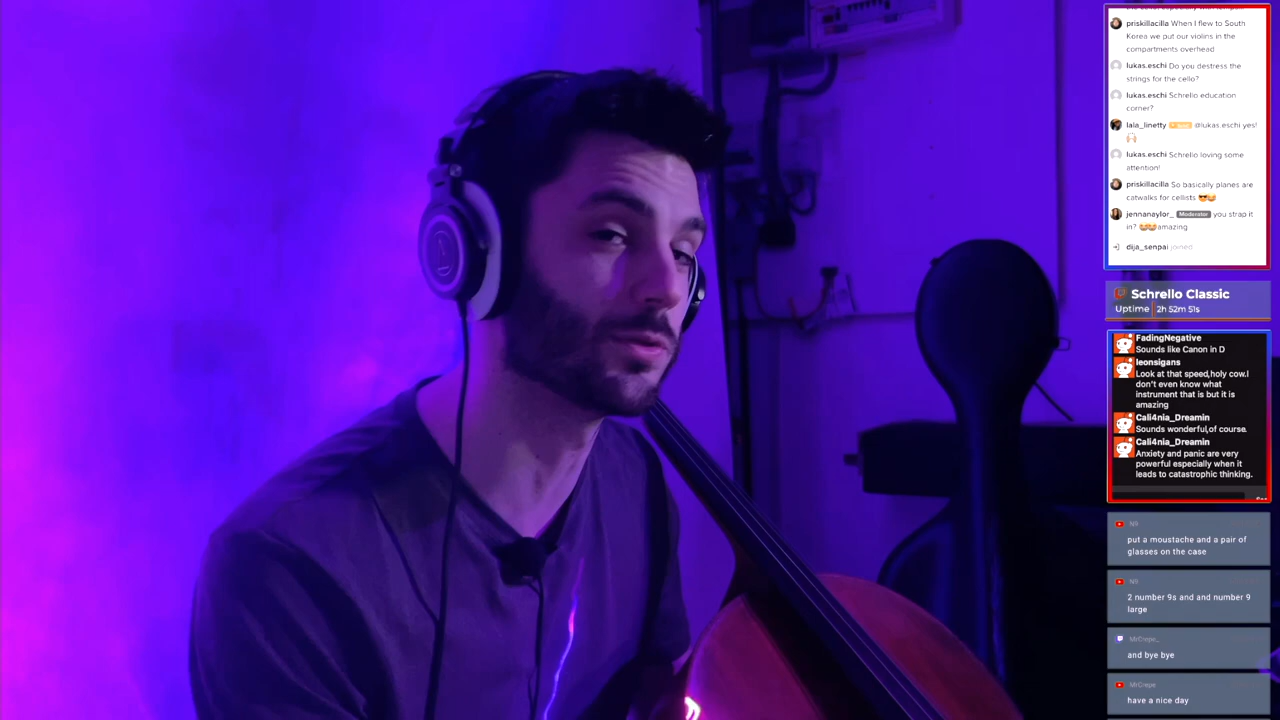 priskillacilla When I flew to South
Korea we put our violins in the
compartments overhead
lukas.eschi Do you destress the
strings for the cello?
lukas.eschi Schrello education
corner?
lala_linetty @lukas.eschi yes!
lukas.eschi Schrello loving some
attention!
priskillacilla So basically planes are
catwalks for cellists
jennanaylor_ Moderator you strap it
in? amazing
dija_senpai joined
Schrello Classic
Uptime 2h 52m 51s
FadingNegative
Sounds like Canon in D
leonsigans
Look at that speed,holy cow.I
don't even know what
instrument that is but it is
amazing
Cali4nia_Dreamin
Sounds wonderful,of course.
Cali4nia_Dreamin
Anxiety and panic are very
powerful especially when it
leads to catastrophic thinking.
put a moustache and a pair of
glasses on the case
2 number 9s and and number 9
large
MrCrepe_
and bye bye
MrCrepe
have a nice day